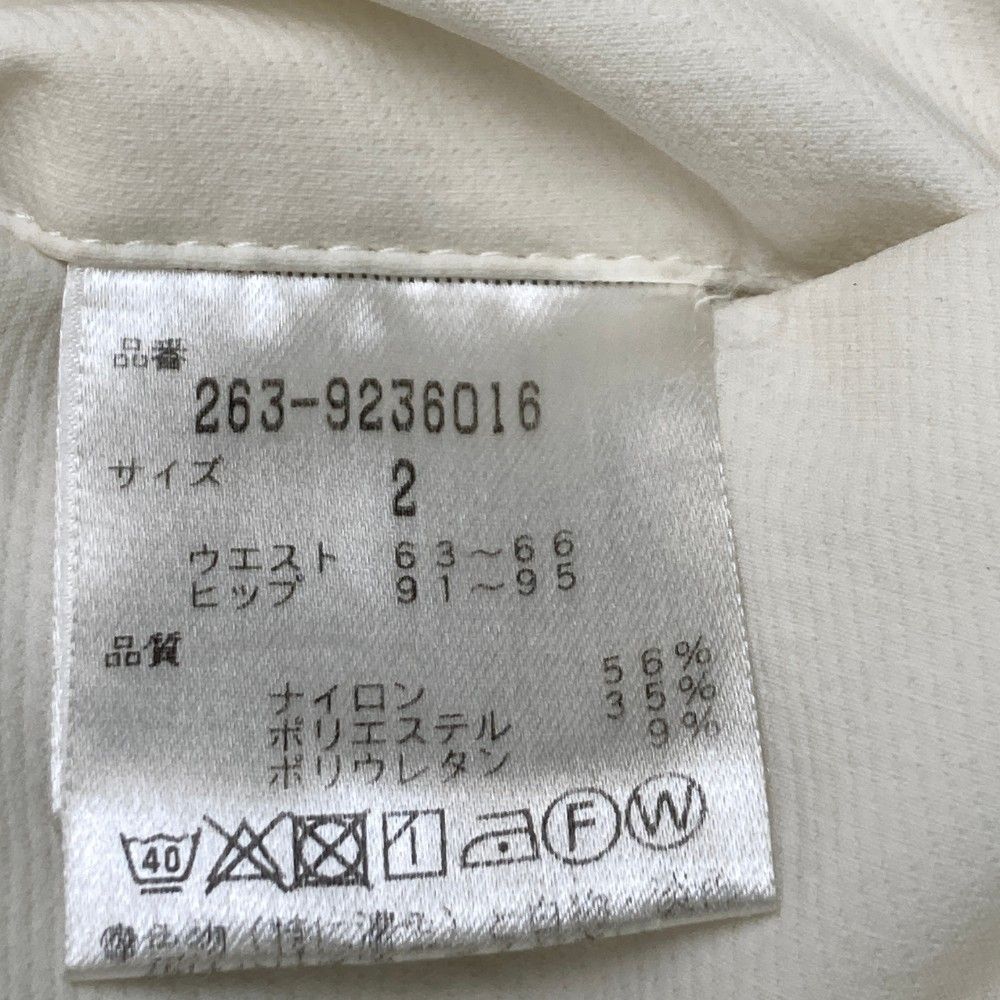 品番
263-9236016
サイズ 2
ウエスト 63～66
ヒップ 91～95
品質
ナイロン 56%
ポリエステル 35%
ポリウレタン 9%
40 F W